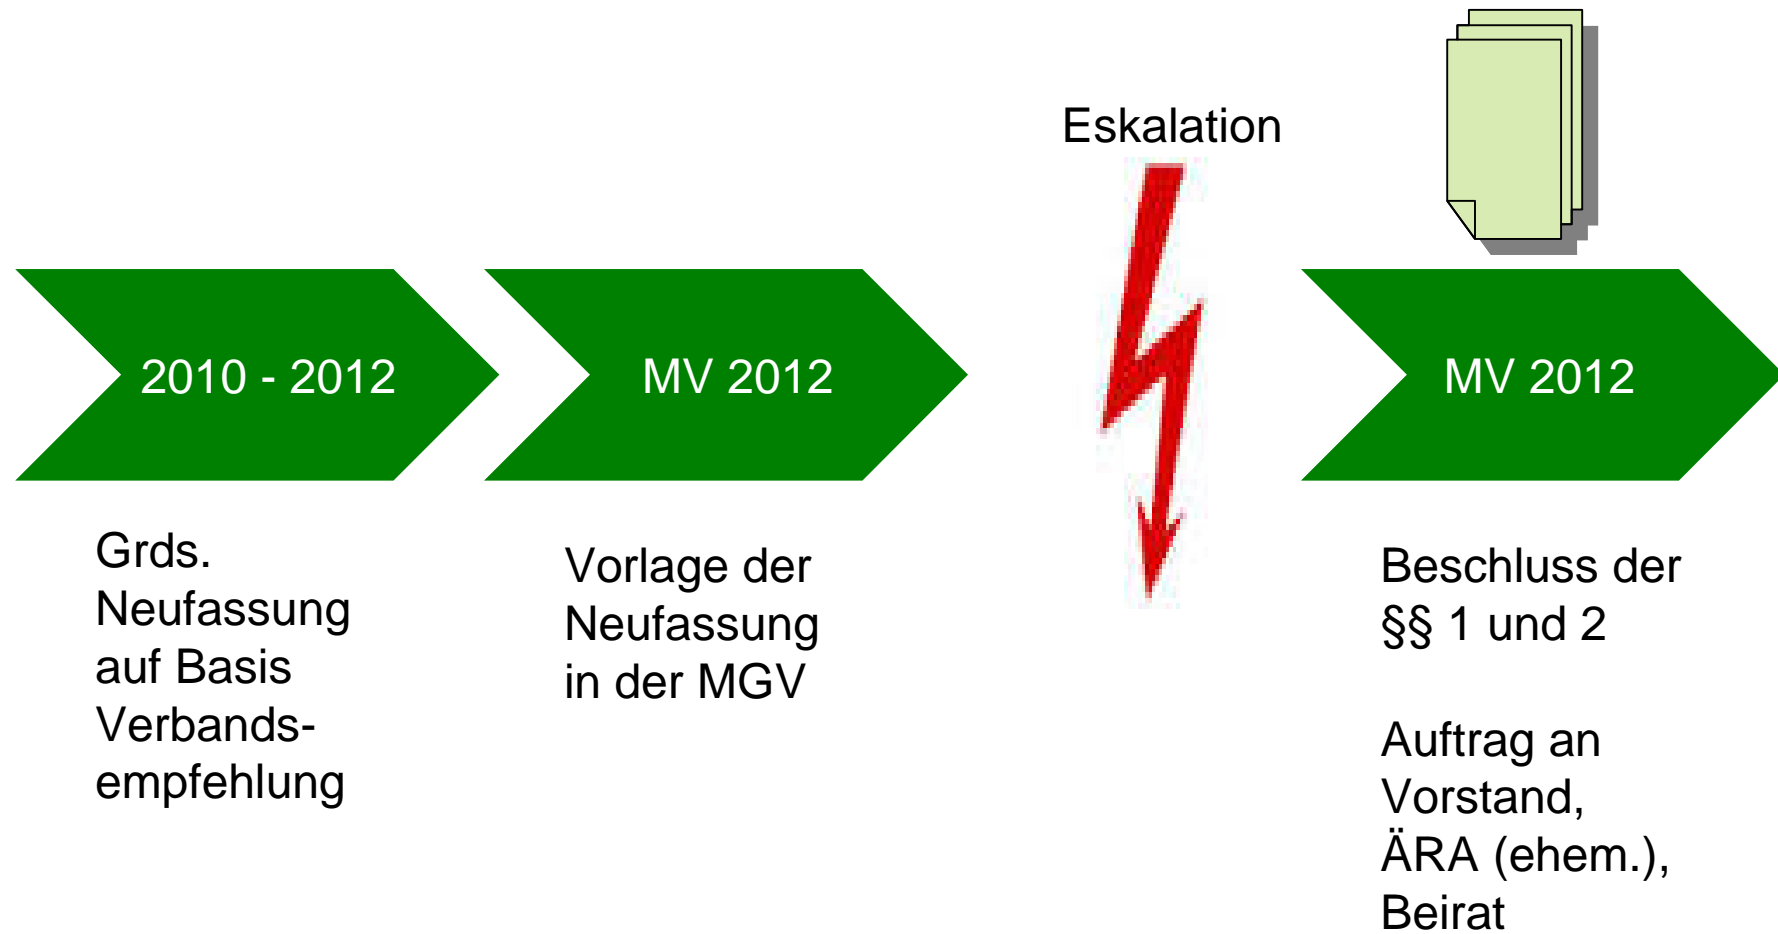 Eskalation
2010 - 2012
MV 2012
MV 2012
Grds.
Neufassung
auf Basis
Verbands-
empfehlung
Vorlage der
Neufassung
in der MGV
Beschluss der
§§ 1 und 2
Auftrag an
Vorstand,
ÄRA (ehem.),
Beirat